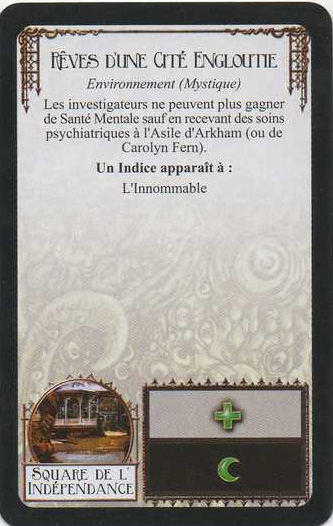 RÊVES D'UNE CITÉ ENGLOUTIE
Environnement (Mystique)
Les investigateurs ne peuvent plus gagner
de Santé Mentale sauf en recevant des soins
psychiatriques à l'Asile d'Arkham (ou de
Carolyn Fern).
Un Indice apparaît à :
L'Innommable
SQUARE DE L'
INDÉPENDANCE